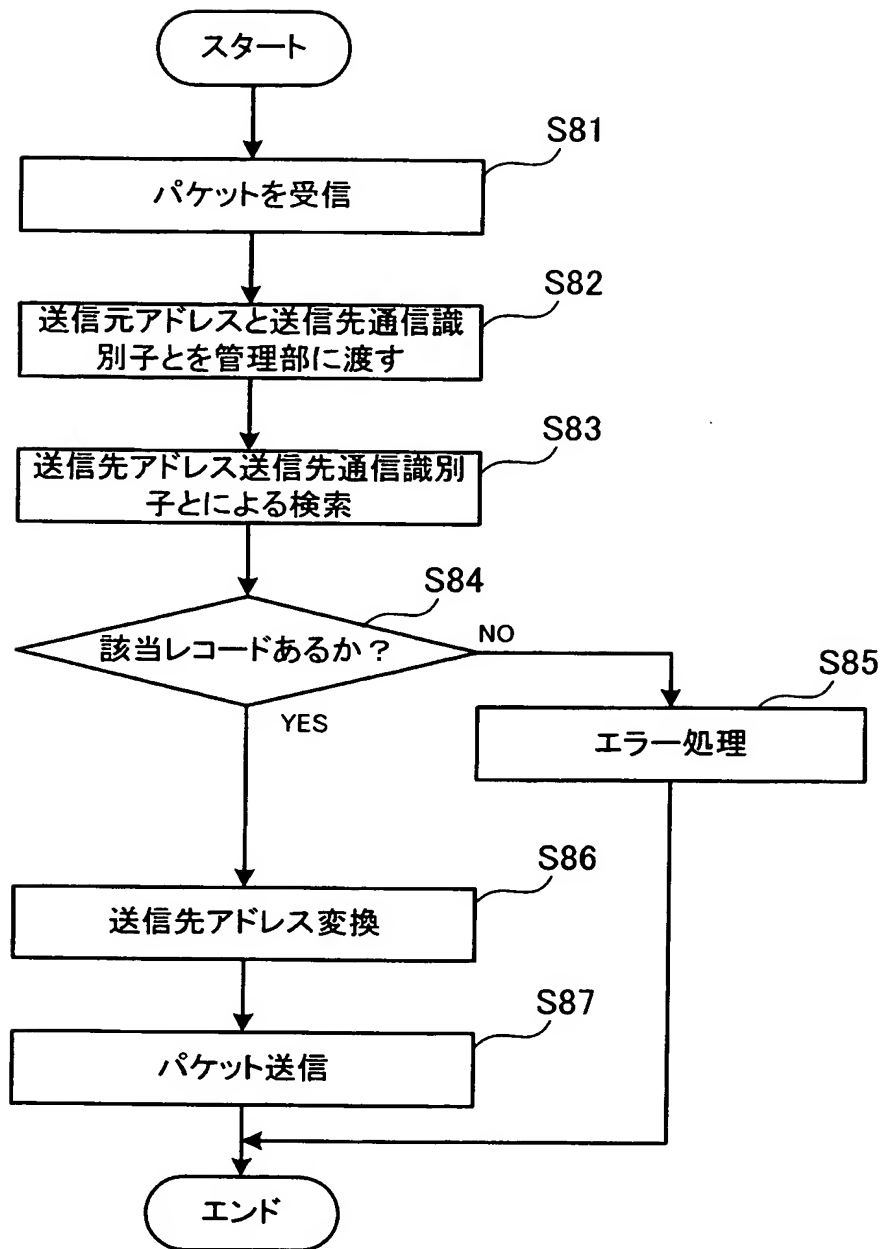 スタート
S81
パケットを受信
S82
送信元アドレスと送信先通信識
別子とを管理部に渡す
S83
送信先アドレス送信先通信識別
子とによる検索
S84
該当レコードあるか？
NO
YES
S85
エラー処理
S86
送信先アドレス変換
S87
パケット送信
エンド